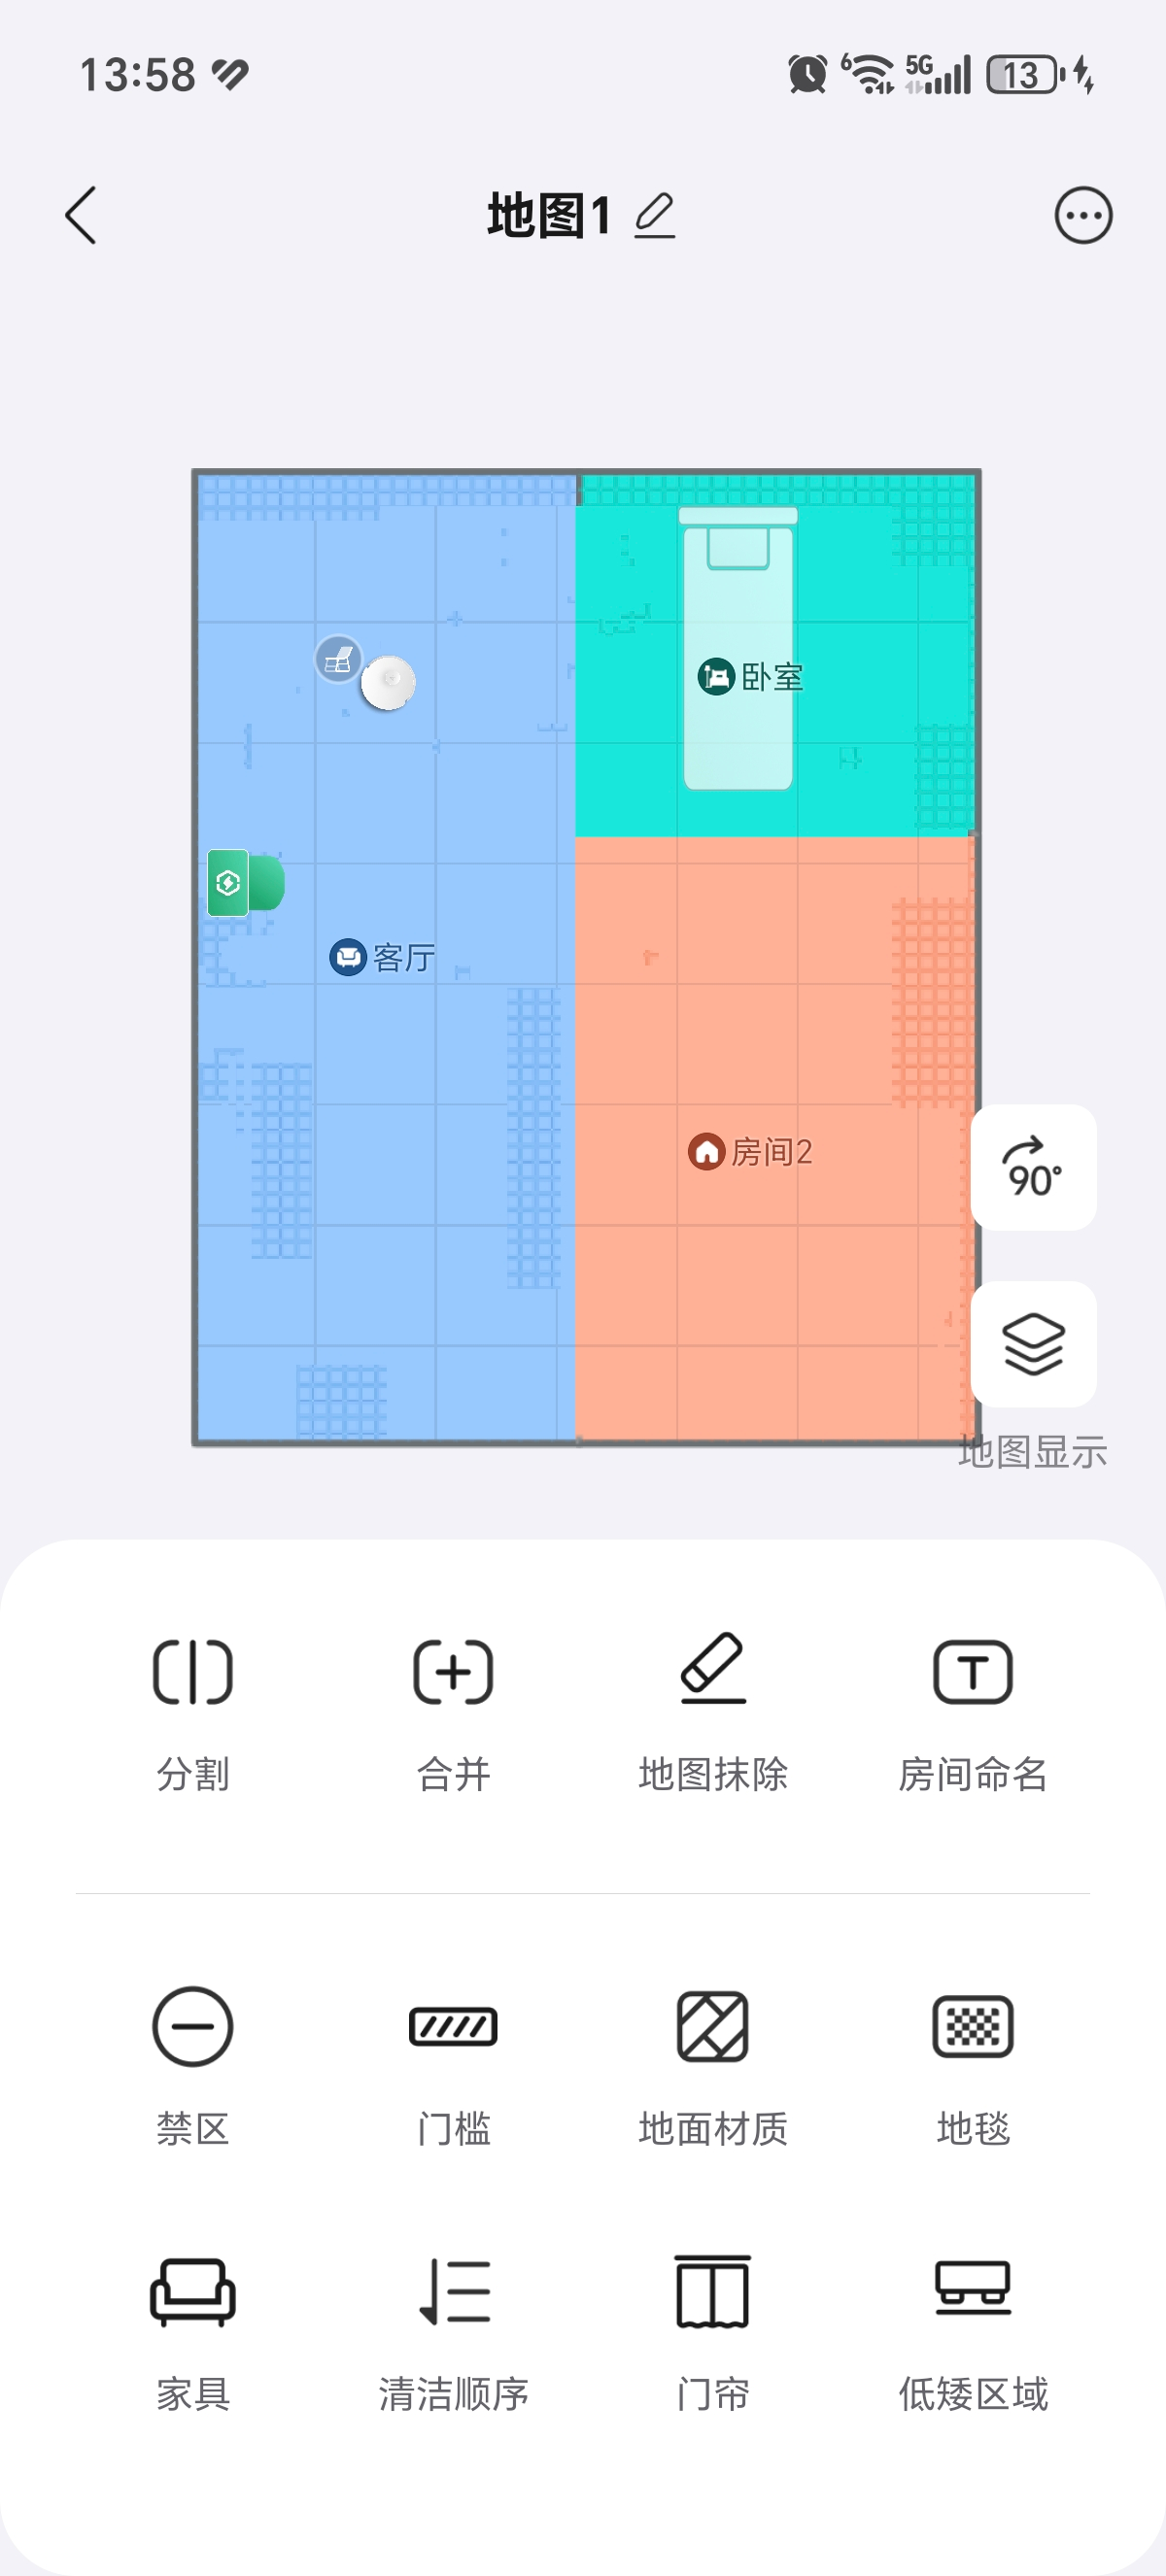 13:58
6 5G 13
地图1
卧室
客厅
房间2
90°
地图显示
分割 合并 地图抹除 房间命名
禁区 门槛 地面材质 地毯
家具 清洁顺序 门帘 低矮区域